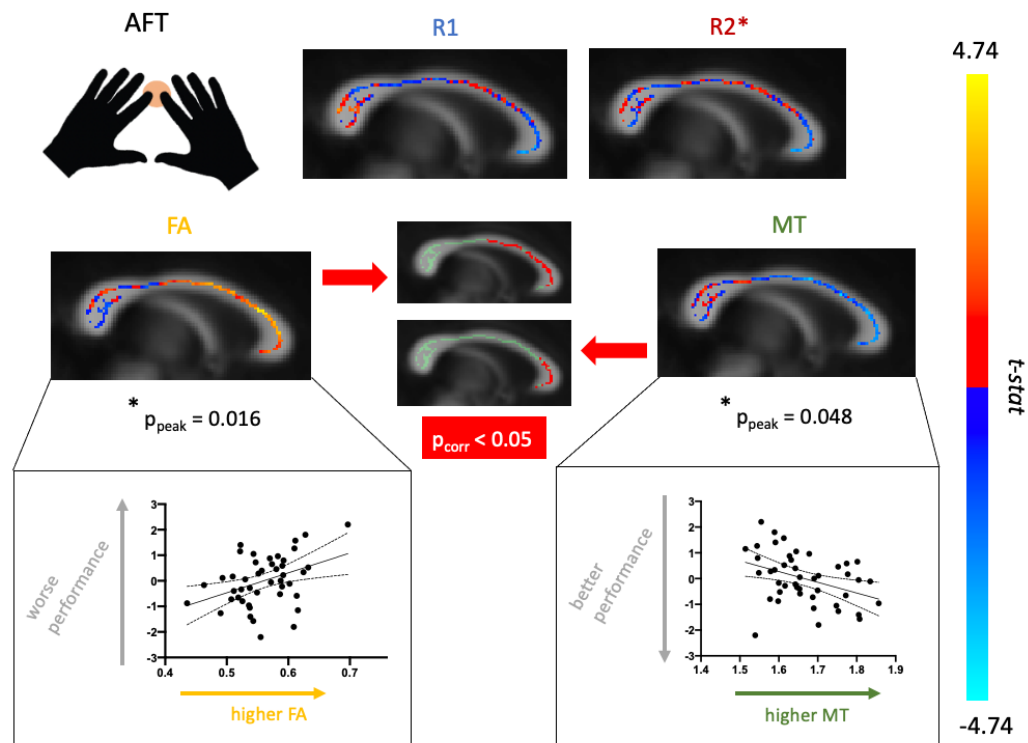 AFT
R1
R2*
4.74
FA
MT
*
p_peak = 0.016
*
p_peak = 0.048
p_corr < 0.05
t-stat
-4.74
worse
performance
3
2
1
0
-1
-2
-3
0.4 0.5 0.6 0.7
higher FA
better
performance
3
2
1
0
-1
-2
-3
1.4 1.5 1.6 1.7 1.8 1.9
higher MT